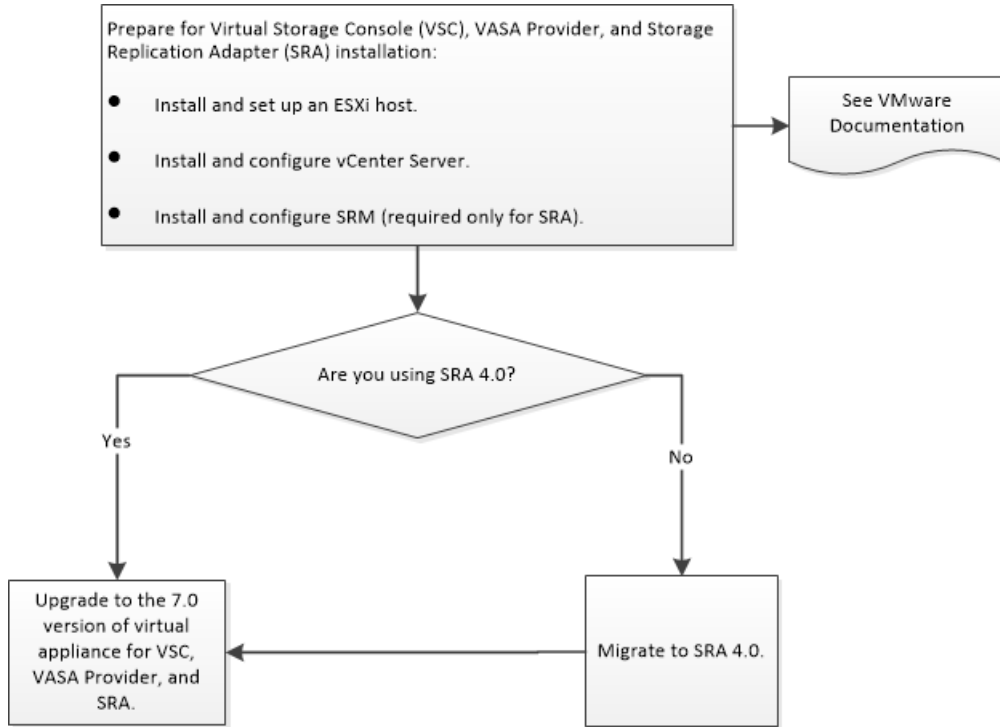 Prepare for Virtual Storage Console (VSC), VASA Provider, and Storage
Replication Adapter (SRA) installation:
● Install and set up an ESXi host.
● Install and configure vCenter Server.
● Install and configure SRM (required only for SRA).
See VMware
Documentation
Are you using SRA 4.0?
Yes
No
Upgrade to the 7.0
version of virtual
appliance for VSC,
VASA Provider, and
SRA.
Migrate to SRA 4.0.